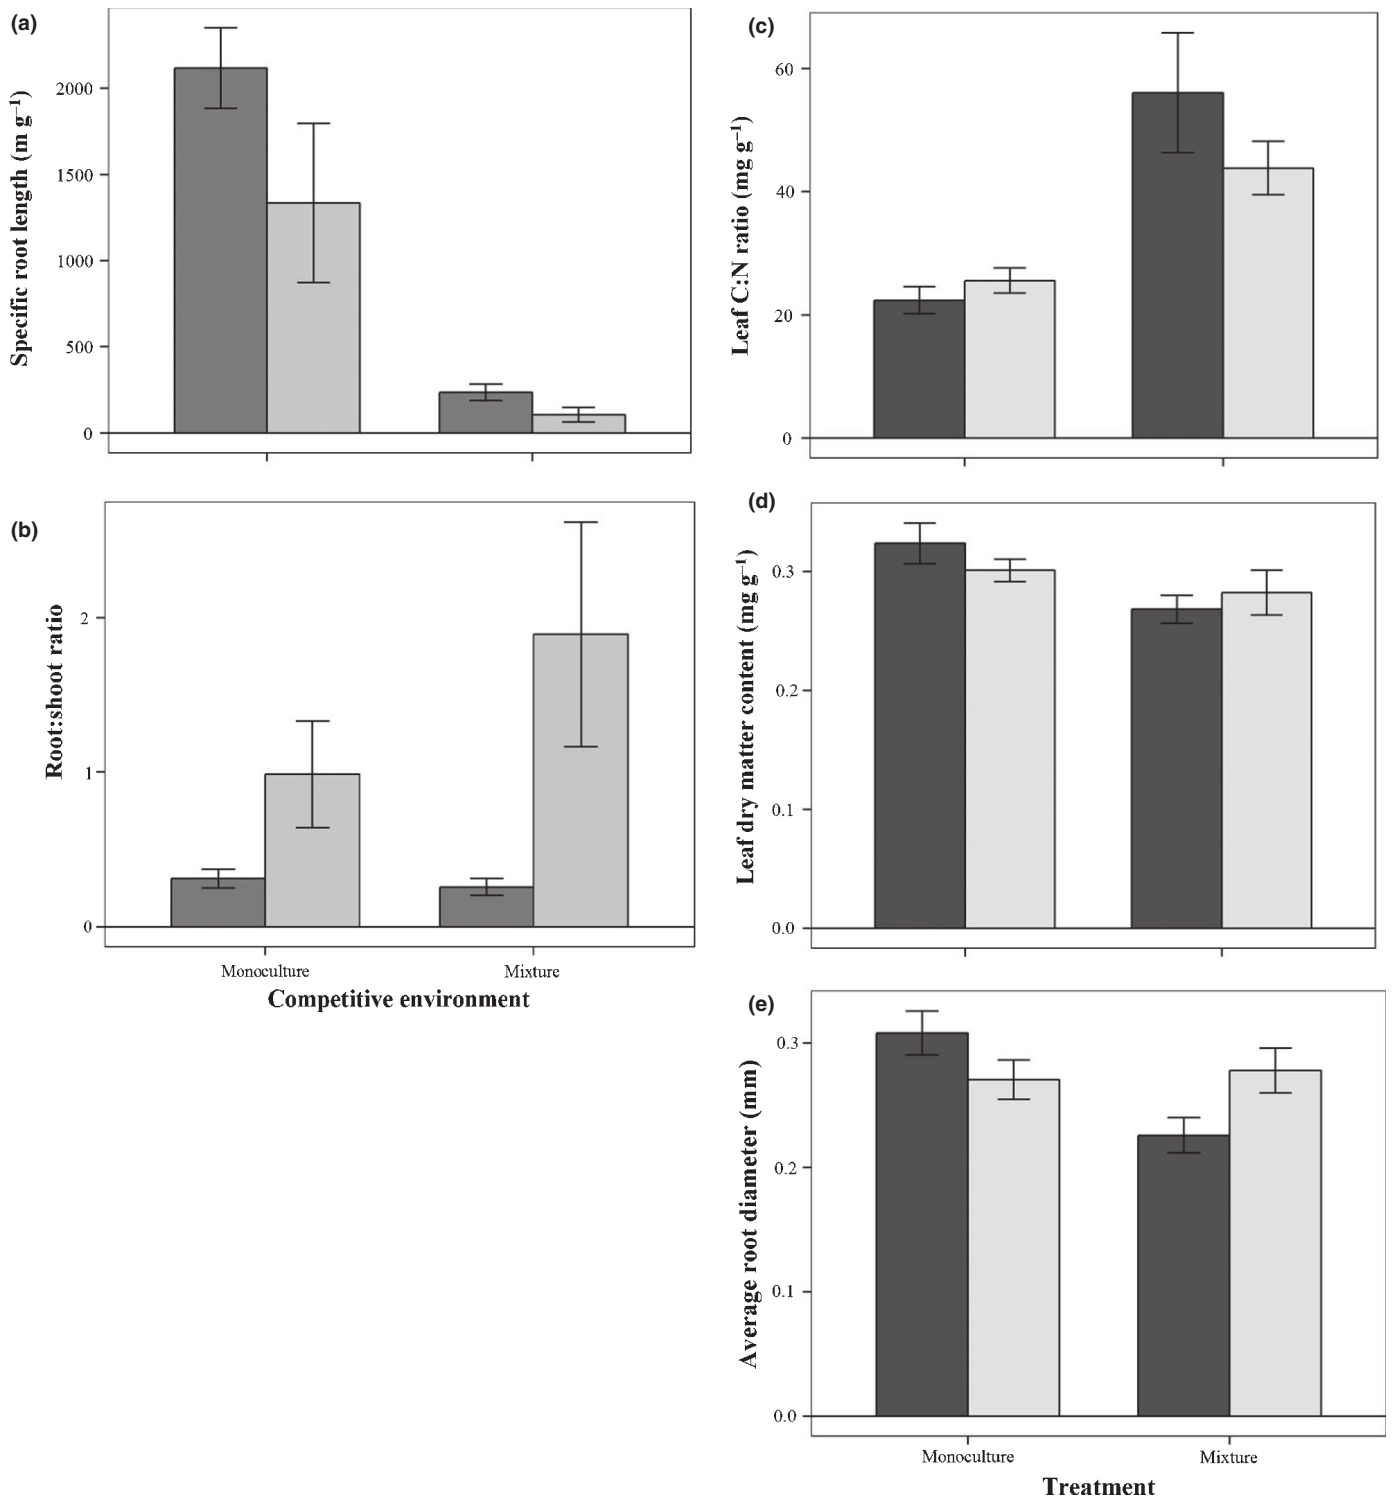 (a)
Specific root length (m g⁻¹)
2000
1500
1000
500
0
(b)
Root:shoot ratio
2
1
0
Monoculture
Mixture
Competitive environment
(c)
Leaf C:N ratio (mg g⁻¹)
60
40
20
0
(d)
Leaf dry matter content (mg g⁻¹)
0.3
0.2
0.1
0.0
(e)
Average root diameter (mm)
0.3
0.2
0.1
0.0
Monoculture
Mixture
Treatment